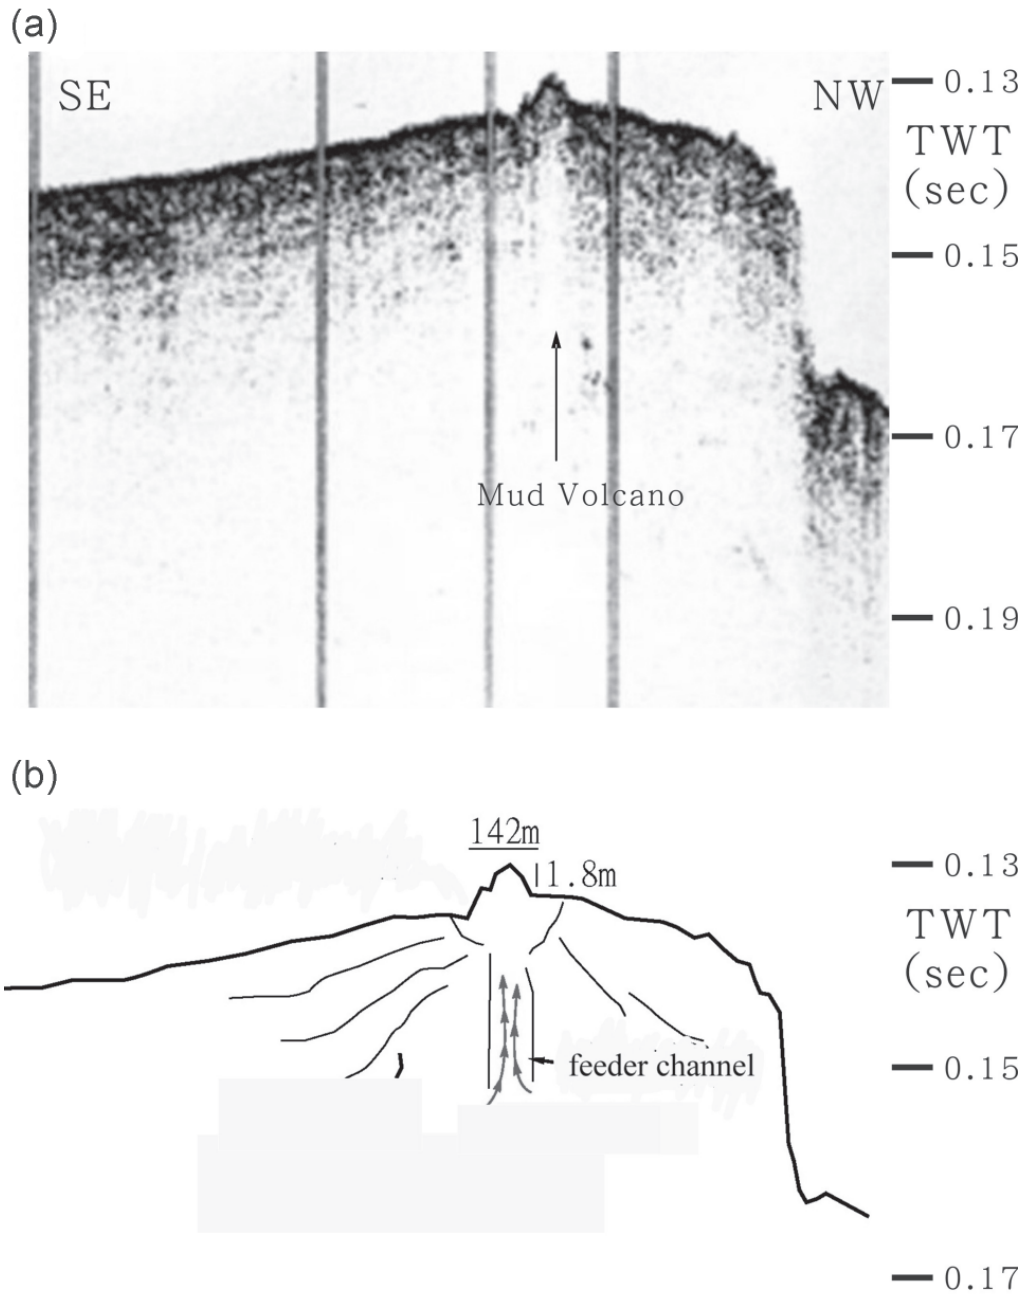 (a)
SE
NW
0.13
TWT
(sec)
0.15
0.17
Mud Volcano
0.19
(b)
142m
1.8m
0.13
TWT
(sec)
feeder channel
0.15
0.17